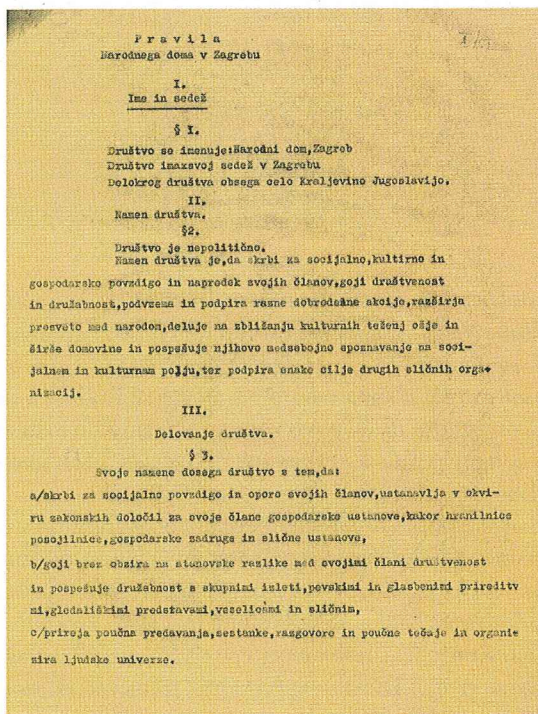 Pravila
Narodnega doma v Zagrebu
I.
Ime in sedež
§ I.
Društvo se imenuje:Narodni dom,Zagreb
Društvo imaxsvoj sedež v Zagrebu
Delokrog društva obsega celo Kraljevino Jugoslavijo.
II.
Namen društva.
§2.
Društvo je nepolitično.
Namen društva je,da skrbi za socijalno,kultirno in
gospodarsko povzdigo in napredek svojih članov,goji društvenost
in družabnost,podvzema in podpira razne dobrodelne akcije,razširja
prosveto med narodom,deluje na zbližanju kulturnih teženj ožje in
širše domovine in pospešuje njihovo medsebojno spoznavanje na soci-
jalnem in kulturnam polju,ter podpira enake cilje drugih sličnih orga-
nizacij.
III.
Delovanje društva.
§ 3.
Svoje namene dosega društvo s tem,da:
a/skrbi za socijalno povzdigo in oporo svojih članov,ustanavlja v okvi-
ru zakonskih določil za svoje člane gospodarske ustanove,kakor hranilnice
posojilnice,gospodarske zadruge in slične ustanove,
b/goji brez obzira na stanovske razlike med svojimi člani društvenost
in pospešuje družabnost s skupnimi izleti,pevskimi in glasbenimi prireditv
mi,gledališkimi predstavami,veselicami in sličnim,
c/prireja poučna predavanja,sestanke,razgovore in poučne tečaje in organi-
zira ljudske univerze.